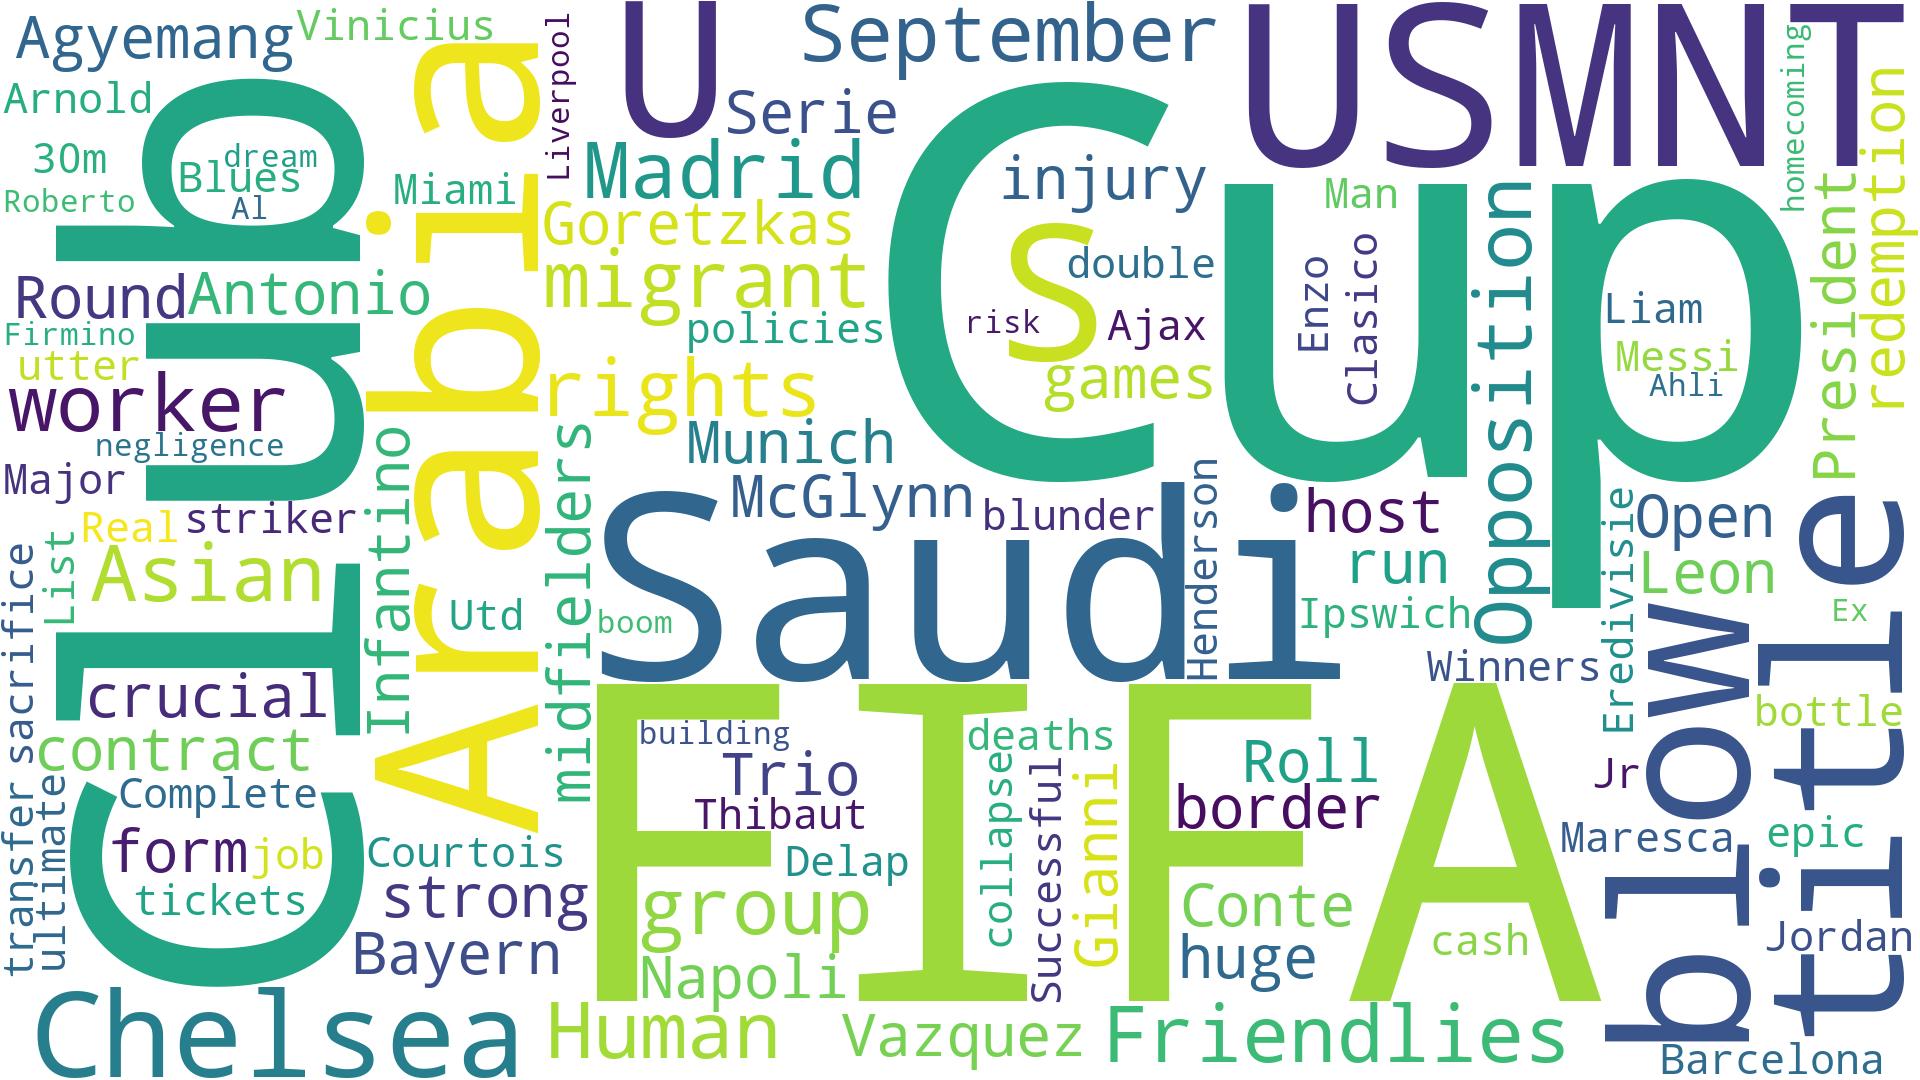 Agyemang
Vinicius
Liverpool
U
September
USMNT
homecoming
Arnold
Serie
30m
dream
Blues
Al
Roberto
Miami
Madrid
injury
Man
redemption
President
Cup
Club
Arabia
Goretzkas
s
double
Enzo
Clasico
Opposition
Liam
Messi
Ahli
Round
Antonio
migrant
policies
risk
Ajax
games
Firmino
utter
worker
negligence
rights
Munich
Major
McGlynn
blunder
Henderson
host
Open
Real
striker
Infantino
midfielders
List
Asian
Saudi
run
Leon
Eredivisie
title
Utd
boom
Ipswich
Ex
sacrifice
crucial
Winners
blow
contract
FIFA
building
deaths
bottle
Complete
Trio
Roll
Jr
transfer
ultimate
Thibaut
collapse
Successful
Gianni
border
form
job
Courtois
Delap
Maresca
epic
tickets
strong
group
Conte
cash
Jordan
Bayern
Napoli
huge
Chelsea
Human
Vazquez
Friendlies
Barcelona